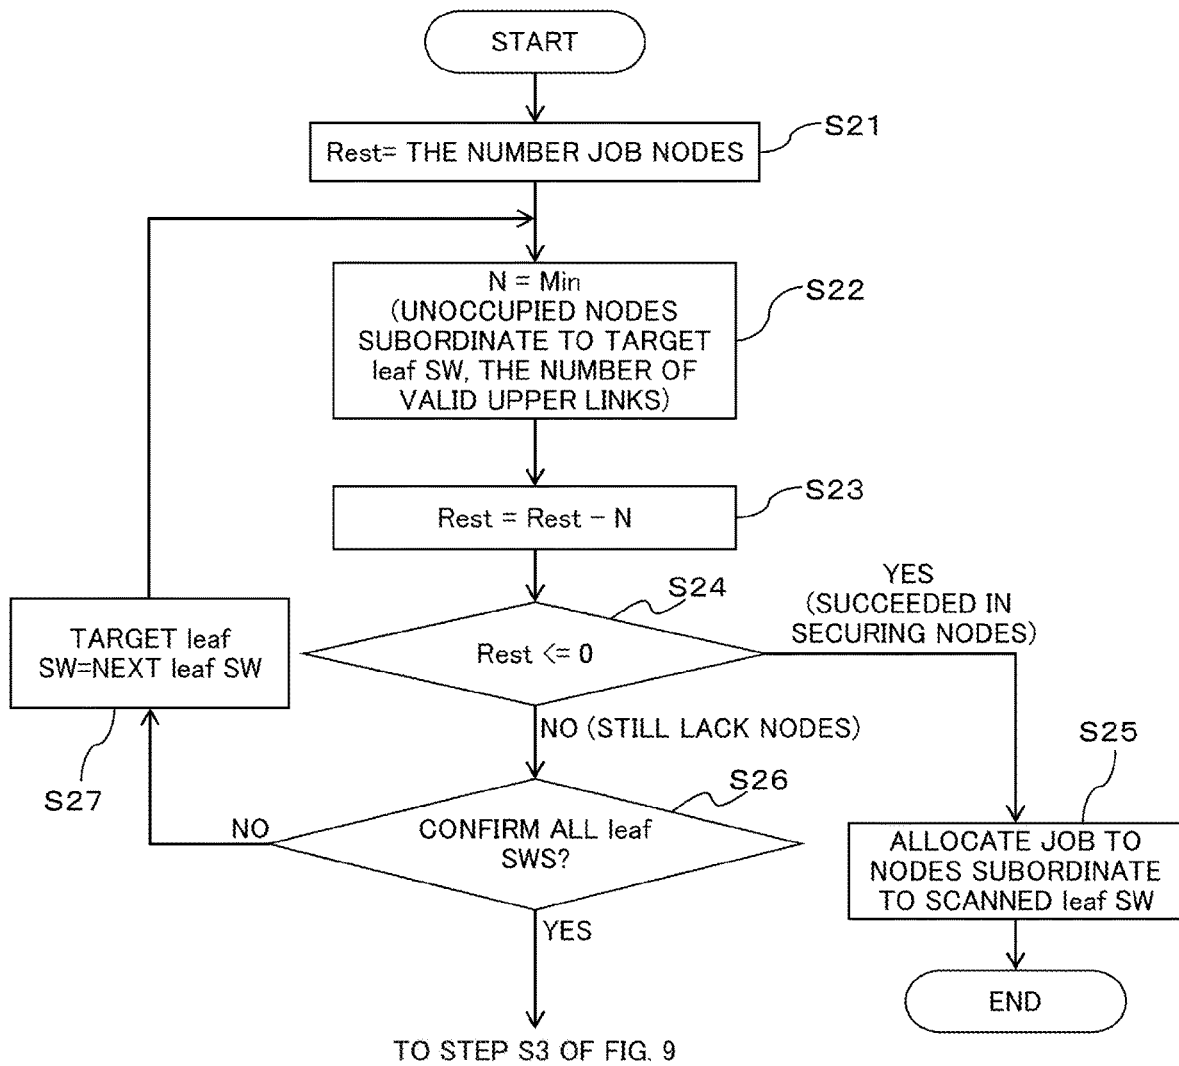 START
S21
Rest= THE NUMBER JOB NODES
N = Min
(UNOCCUPIED NODES
SUBORDINATE TO TARGET
leaf SW, THE NUMBER OF
VALID UPPER LINKS)
S22
S23
Rest = Rest – N
S24
Rest <= 0
YES
(SUCCEEDED IN
SECURING NODES)
TARGET leaf
SW=NEXT leaf SW
S27
NO (STILL LACK NODES)
S26
CONFIRM ALL leaf
SWS?
NO
YES
S25
ALLOCATE JOB TO
NODES SUBORDINATE
TO SCANNED leaf SW
END
TO STEP S3 OF FIG. 9